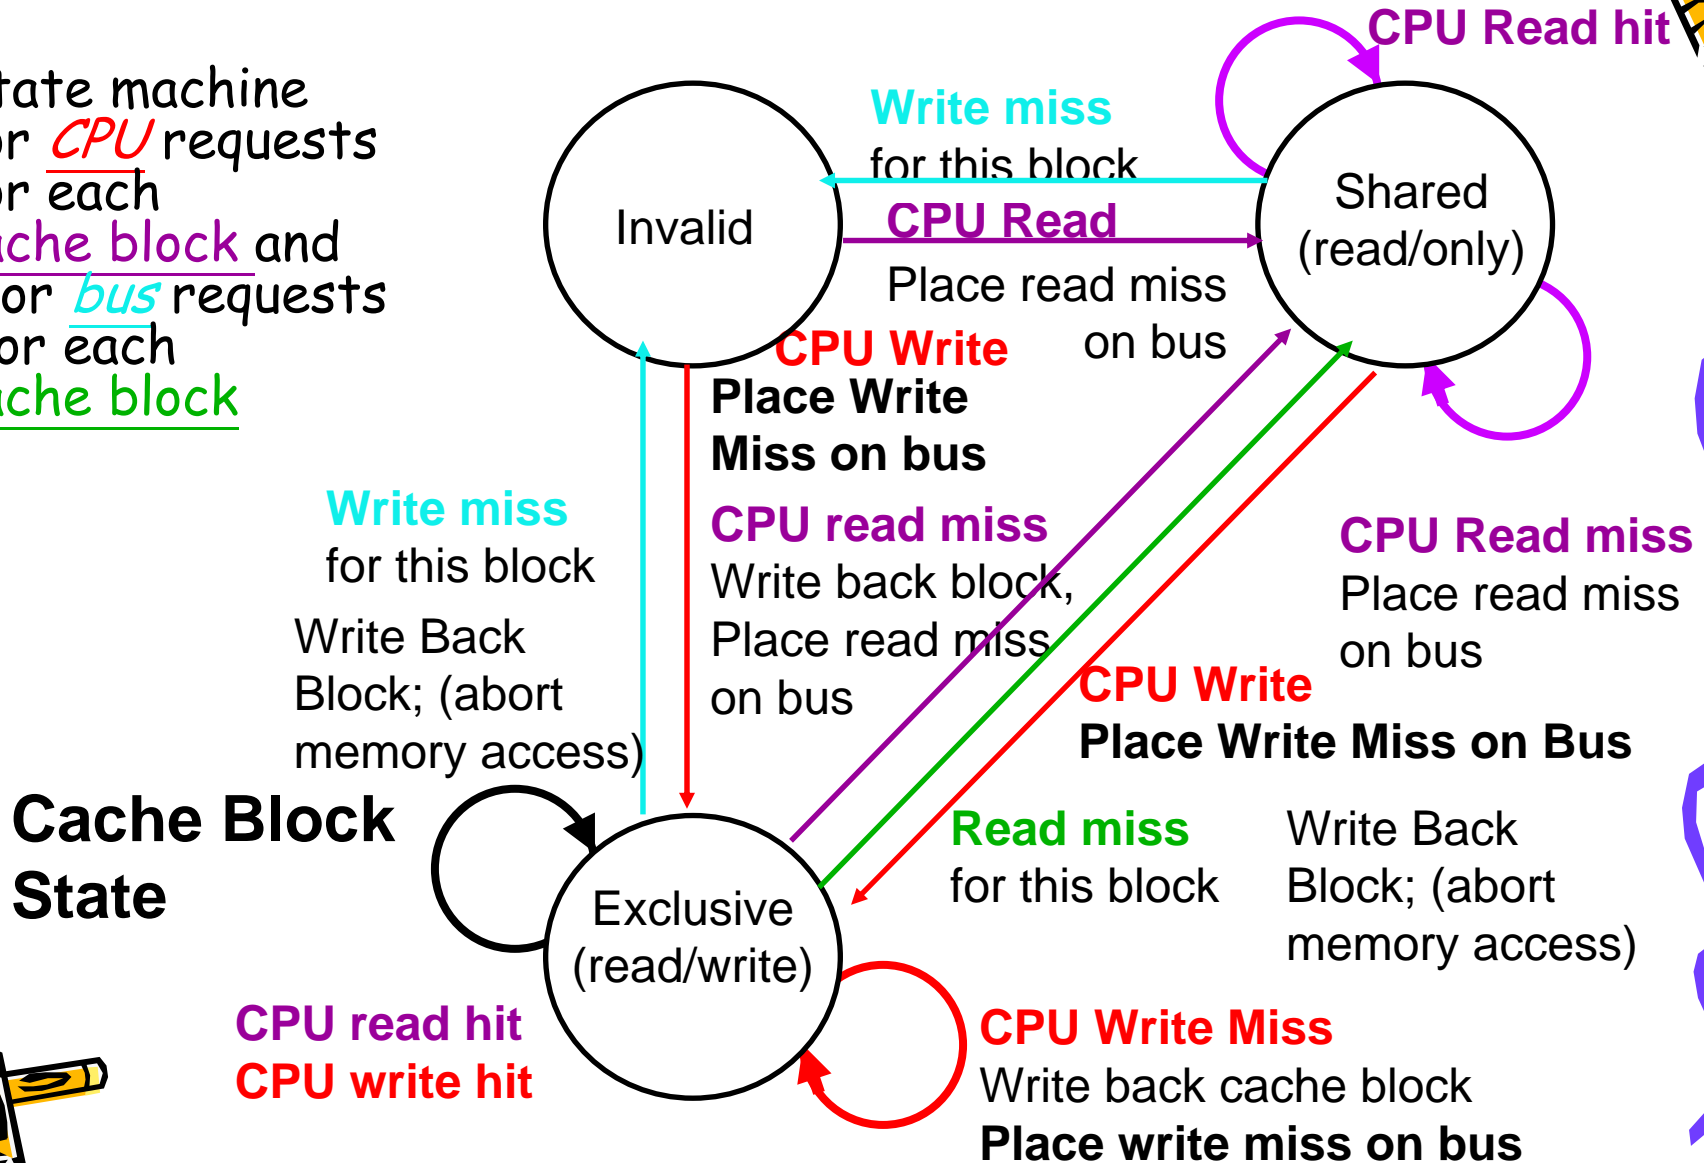 tate machine
or CPU requests
or each
ache block and
or bus requests
or each
ache block
CPU Read hit
Write miss
for this block
Invalid
CPU Read
Place read miss
on bus
Shared
(read/only)
CPU Write
Place Write
Miss on bus
Write miss
for this block
Write Back
Block; (abort
memory access)
CPU read miss
Write back block,
Place read miss
on bus
CPU Read miss
Place read miss
on bus
CPU Write
Place Write Miss on Bus
Cache Block
State
Read miss
for this block
Write Back
Block; (abort
memory access)
Exclusive
(read/write)
CPU read hit
CPU write hit
CPU Write Miss
Write back cache block
Place write miss on bus